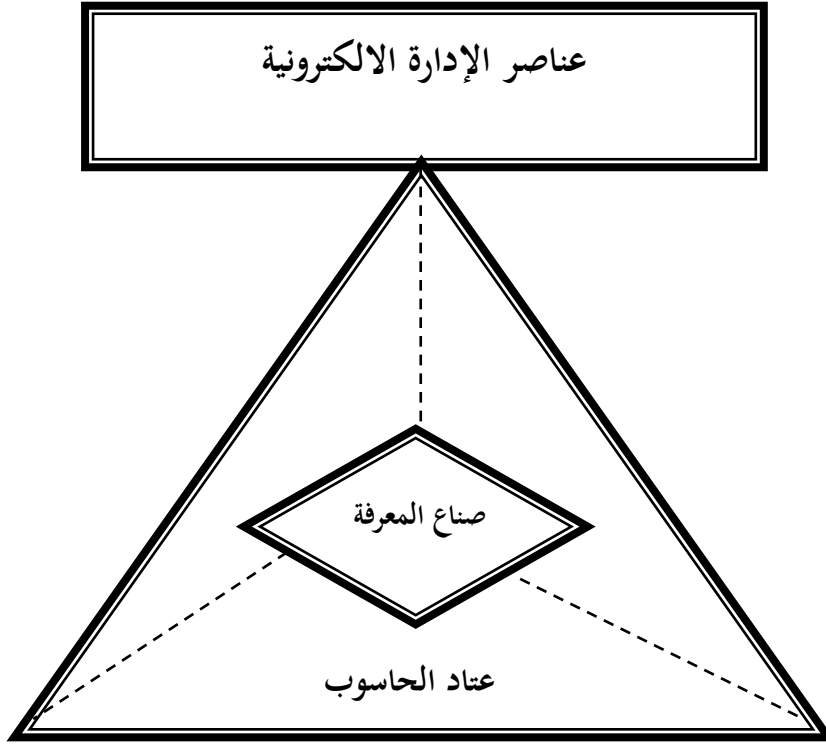 عناصر الإدارة الالكترونية
صناع المعرفة
عتاد الحاسوب